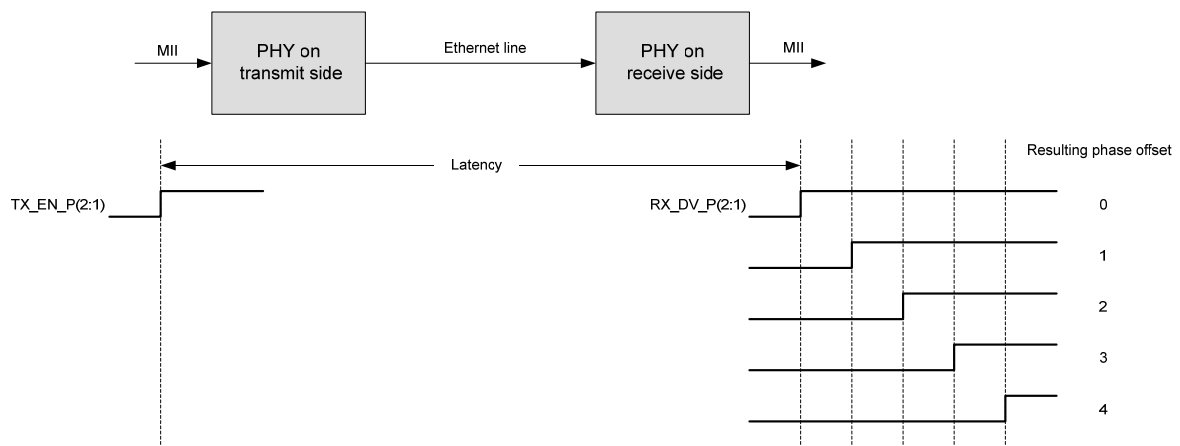 MII
PHY on
transmit side
Ethernet line
PHY on
receive side
MII
Latency
Resulting phase offset
TX_EN_P(2:1)
RX_DV_P(2:1)
0
1
2
3
4